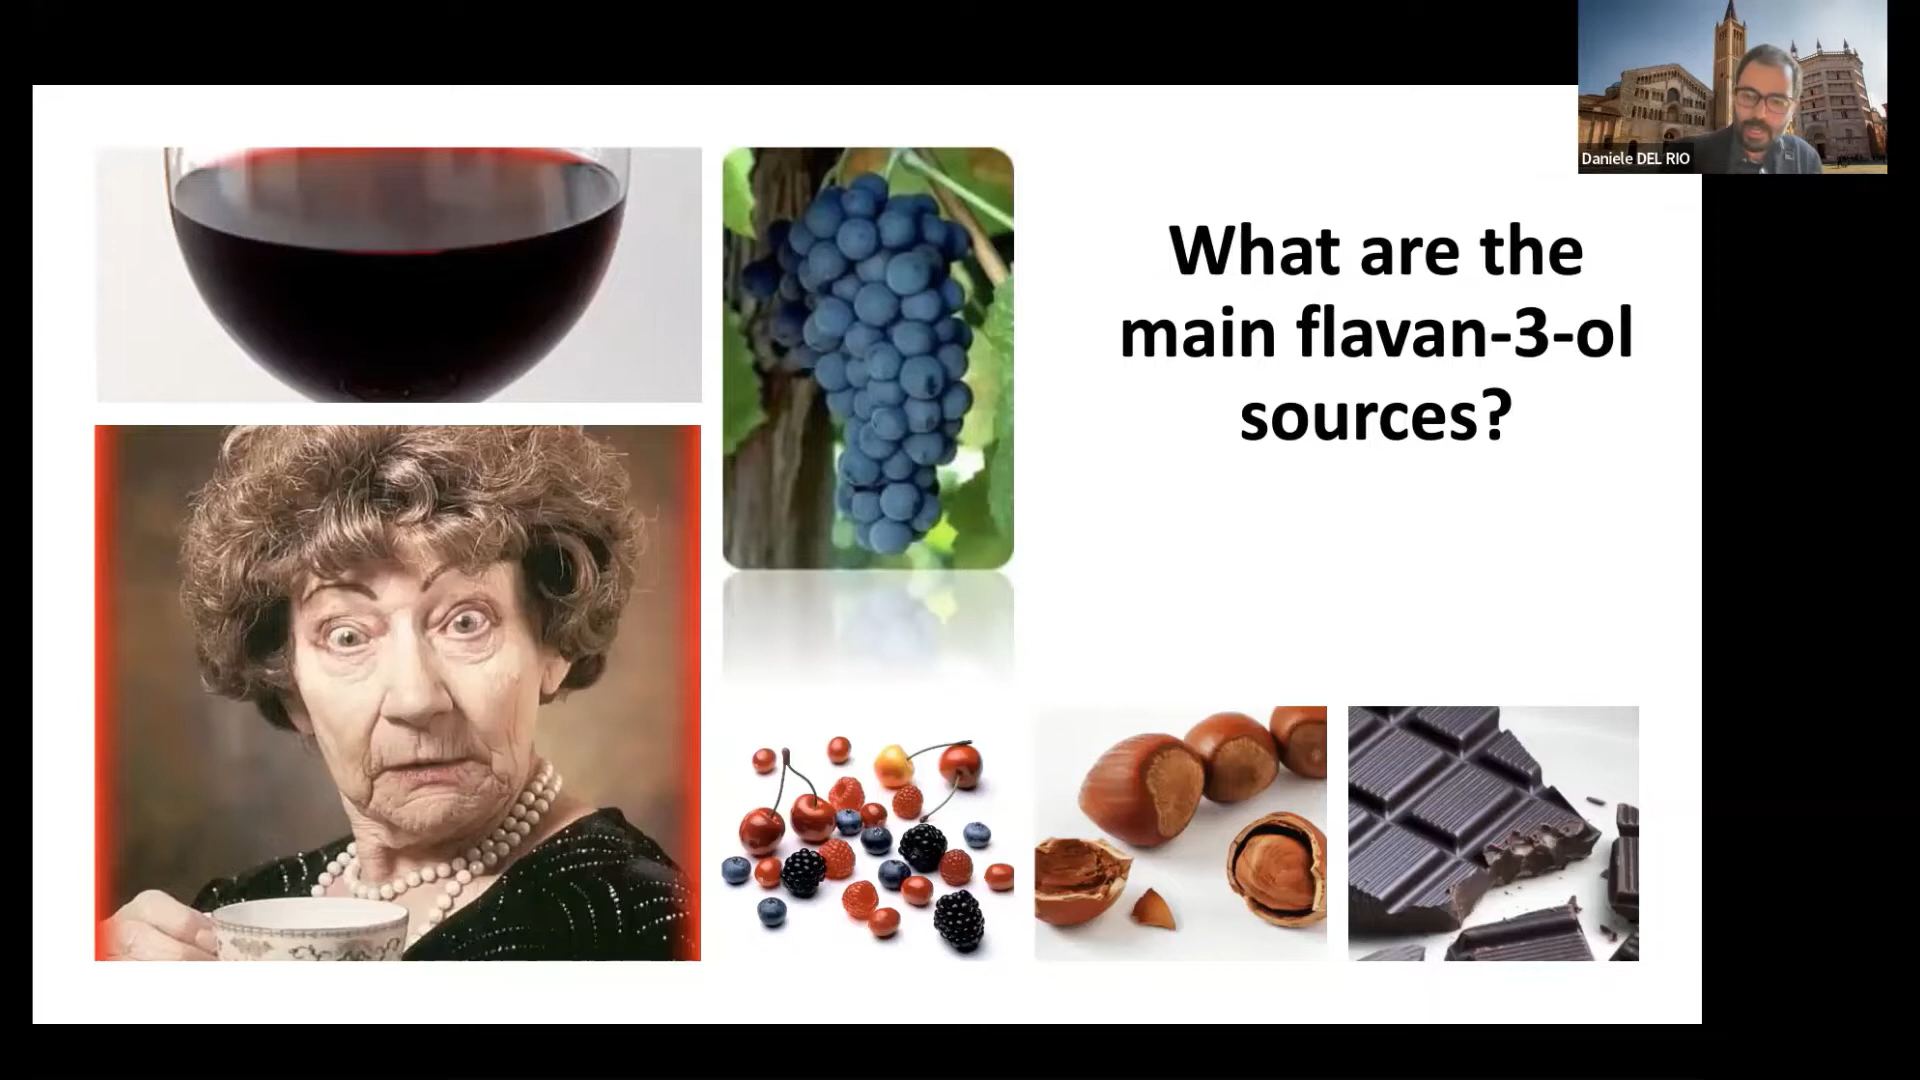 Daniele DEL RIO
What are the
main flavan-3-ol
sources?